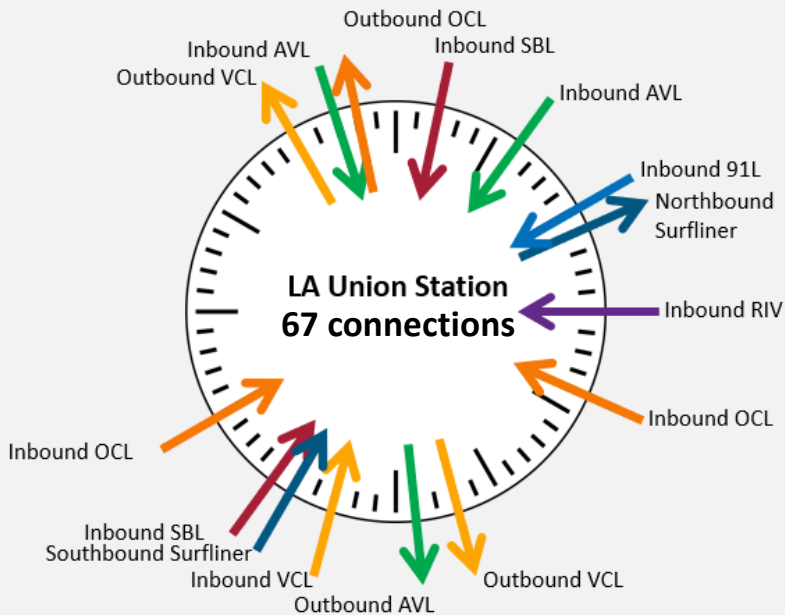 Outbound OCL
Inbound AVL
Inbound SBL
Outbound VCL
Inbound AVL
Inbound 91L
Northbound
Surfliner
LA Union Station
67 connections
Inbound RIV
Inbound OCL
Inbound OCL
Inbound SBL
Southbound Surfliner
Inbound VCL
Outbound VCL
Outbound AVL